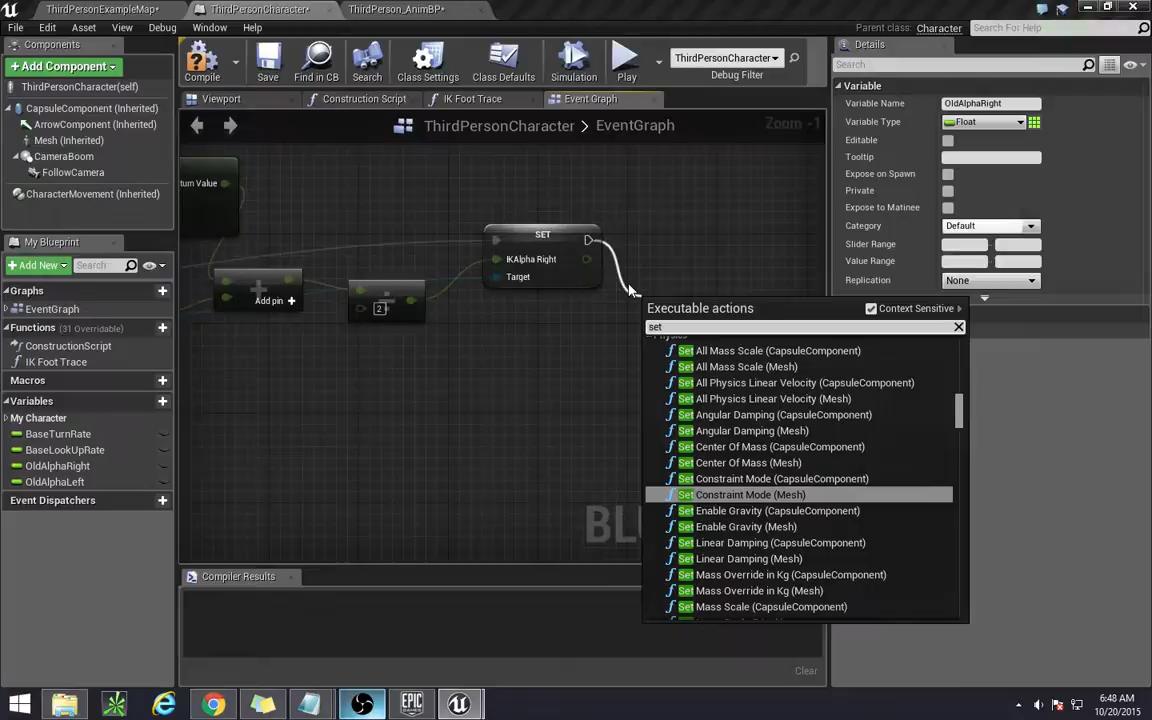 ThirdPersonExampleMap*
ThirdPersonCharacter*
ThirdPerson_AnimBP*
File Edit Asset View Debug Window Help
Parent class: Character
Search For Help
Components
+ Add Component
ThirdPersonCharacter(self)
CapsuleComponent (Inherited)
ArrowComponent (Inherited)
Mesh (Inherited)
CameraBoom
FollowCamera
CharacterMovement (Inherited)
Compile
Save
Find in CB
Search
Class Settings
Class Defaults
Simulation
Play
ThirdPersonCharacter
Debug Filter
Viewport
Construction Script
IK Foot Trace
Event Graph
ThirdPersonCharacter > EventGraph
Zoom -1
turn Value
Add pin +
2
SET
IKAlpha Right
Target
Executable actions
Context Sensitive
set
Set All Mass Scale (CapsuleComponent)
Set All Mass Scale (Mesh)
Set All Physics Linear Velocity (CapsuleComponent)
Set All Physics Linear Velocity (Mesh)
Set Angular Damping (CapsuleComponent)
Set Angular Damping (Mesh)
Set Center Of Mass (CapsuleComponent)
Set Center Of Mass (Mesh)
Set Constraint Mode (CapsuleComponent)
Set Constraint Mode (Mesh)
Set Enable Gravity (CapsuleComponent)
Set Enable Gravity (Mesh)
Set Linear Damping (CapsuleComponent)
Set Linear Damping (Mesh)
Set Mass Override in Kg (CapsuleComponent)
Set Mass Override in Kg (Mesh)
Set Mass Scale (CapsuleComponent)
My Blueprint
+ Add New
Search
Graphs
EventGraph
Functions (31 Overridable)
ConstructionScript
IK Foot Trace
Macros
Variables
My Character
BaseTurnRate
BaseLookUpRate
OldAlphaRight
OldAlphaLeft
Event Dispatchers
Compiler Results
Clear
Details
Search
Variable
Variable Name OldAlphaRight
Variable Type Float
Editable
Tooltip
Expose on Spawn
Private
Expose to Matinee
Category Default
Slider Range
Value Range
Replication None
6:48 AM
10/20/2015